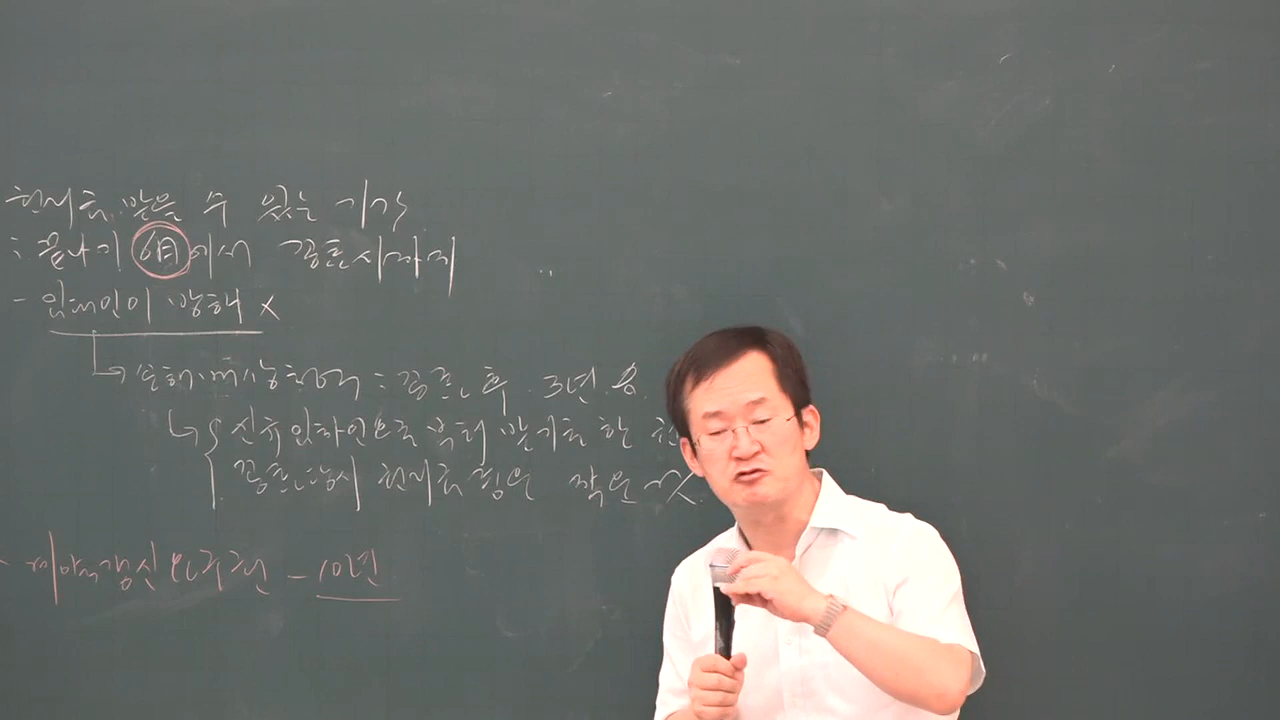 권리금 받을 수 있는 기간
: 끝나기 6月에서 종료시까지
- 임대인이 방해 X
손해배상청구 : 종료 후 3년
신규임차인으로부터 받기로 한 권
종료당시 권리금 중 작은
- 계약갱신요구권 - 10년